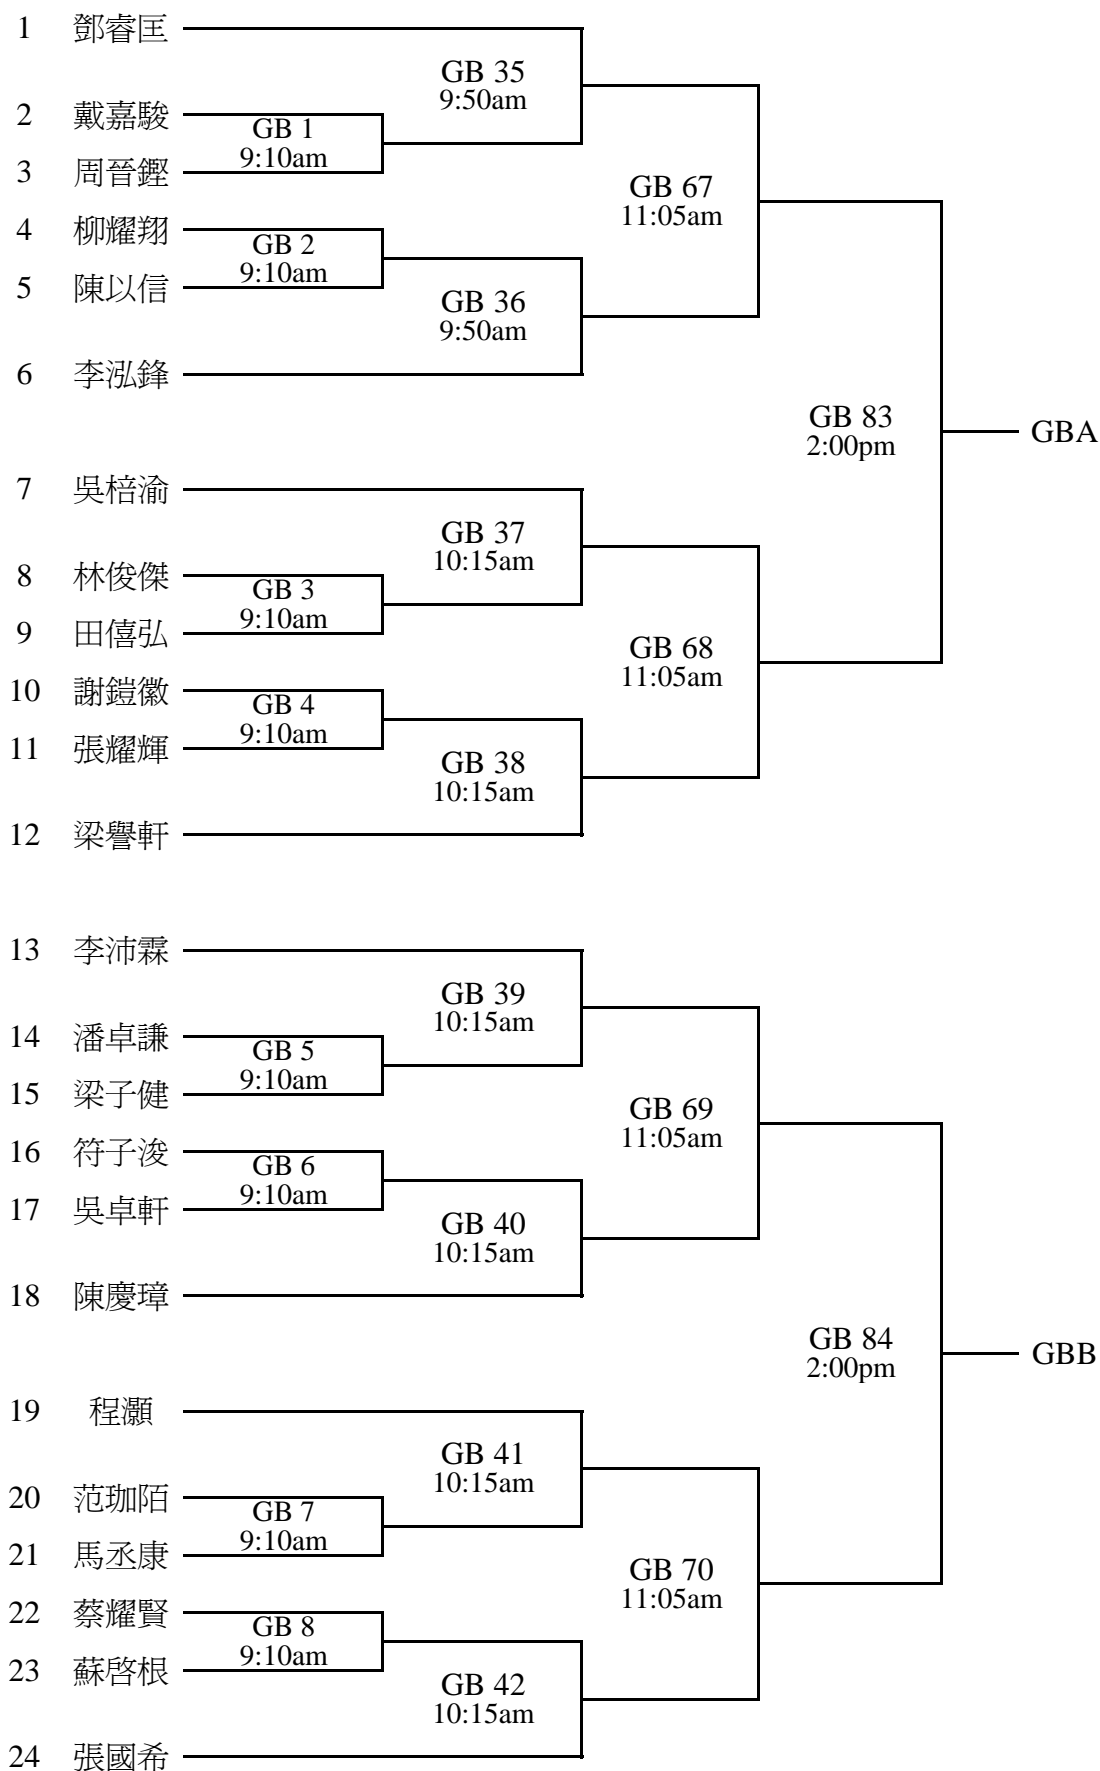 1 鄧睿匡
GB 35
9:50am
2 戴嘉駿
GB 1
9:10am
3 周晉鏗
GB 67
11:05am
4 柳耀翔
GB 2
9:10am
5 陳以信
GB 36
9:50am
6 李泓鋒
GB 83
2:00pm
GBA
7 吳棓渝
GB 37
10:15am
8 林俊傑
GB 3
9:10am
9 田僖弘
GB 68
11:05am
10 謝鎧徽
GB 4
9:10am
11 張耀輝
GB 38
10:15am
12 梁譽軒
13 李沛霖
GB 39
10:15am
14 潘卓謙
GB 5
9:10am
15 梁子健
GB 69
11:05am
16 符子浚
GB 6
9:10am
17 吳卓軒
GB 40
10:15am
18 陳慶璋
GB 84
2:00pm
GBB
19 程灝
GB 41
10:15am
20 范珈陌
GB 7
9:10am
21 馬丞康
GB 70
11:05am
22 蔡耀賢
GB 8
9:10am
23 蘇啓根
GB 42
10:15am
24 張國希